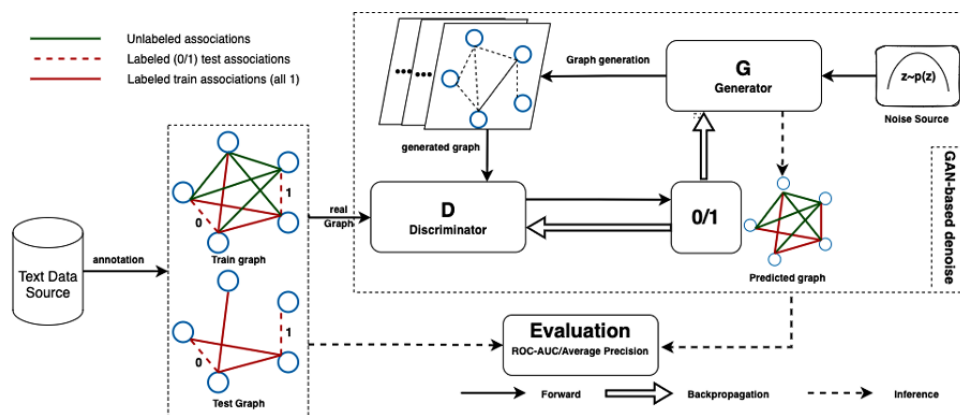 Unlabeled associations
Labeled (0/1) test associations
Labeled train associations (all 1)
Text Data
Source
annotation
1
0
Train graph
1
0
Test Graph
real
Graph
generated graph
Graph generation
G
Generator
z~p(z)
Noise Source
D
Discriminator
0/1
Predicted graph
GAN-based denoise
Evaluation
ROC-AUC/Average Precision
Forward
Backpropagation
Inference